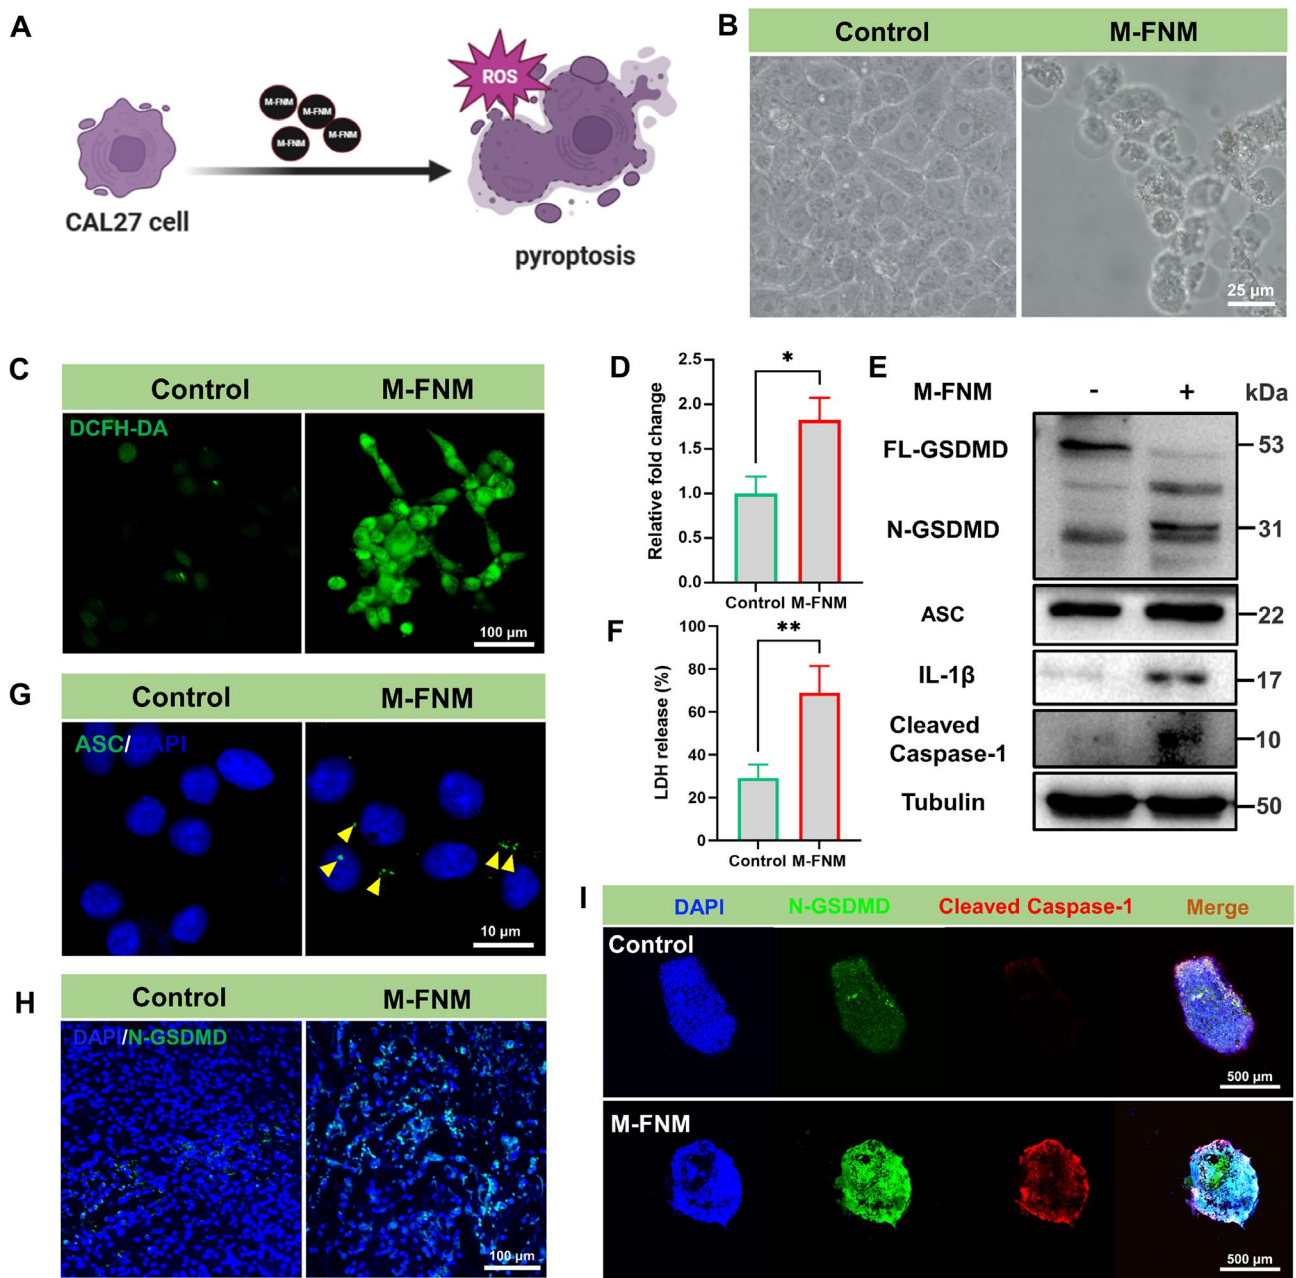 A
M-FNM
M-FNM
M-FNM
M-FNM
ROS
CAL27 cell
pyroptosis
B
Control
M-FNM
25 μm
C
Control
M-FNM
DCFH-DA
100 μm
D
Relative fold change
2.5
2.0
1.5
1.0
0.5
0.0
*
Control M-FNM
E
M-FNM - + kDa
FL-GSDMD 53
N-GSDMD 31
ASC 22
IL-1β 17
Cleaved
Caspase-1 10
Tubulin 50
F
LDH release (%)
100
80
60
40
20
0
**
Control M-FNM
G
Control
M-FNM
ASC/DAPI
10 μm
H
Control
M-FNM
DAPI/N-GSDMD
100 μm
I
DAPI N-GSDMD Cleaved Caspase-1 Merge
Control
500 μm
M-FNM
500 μm